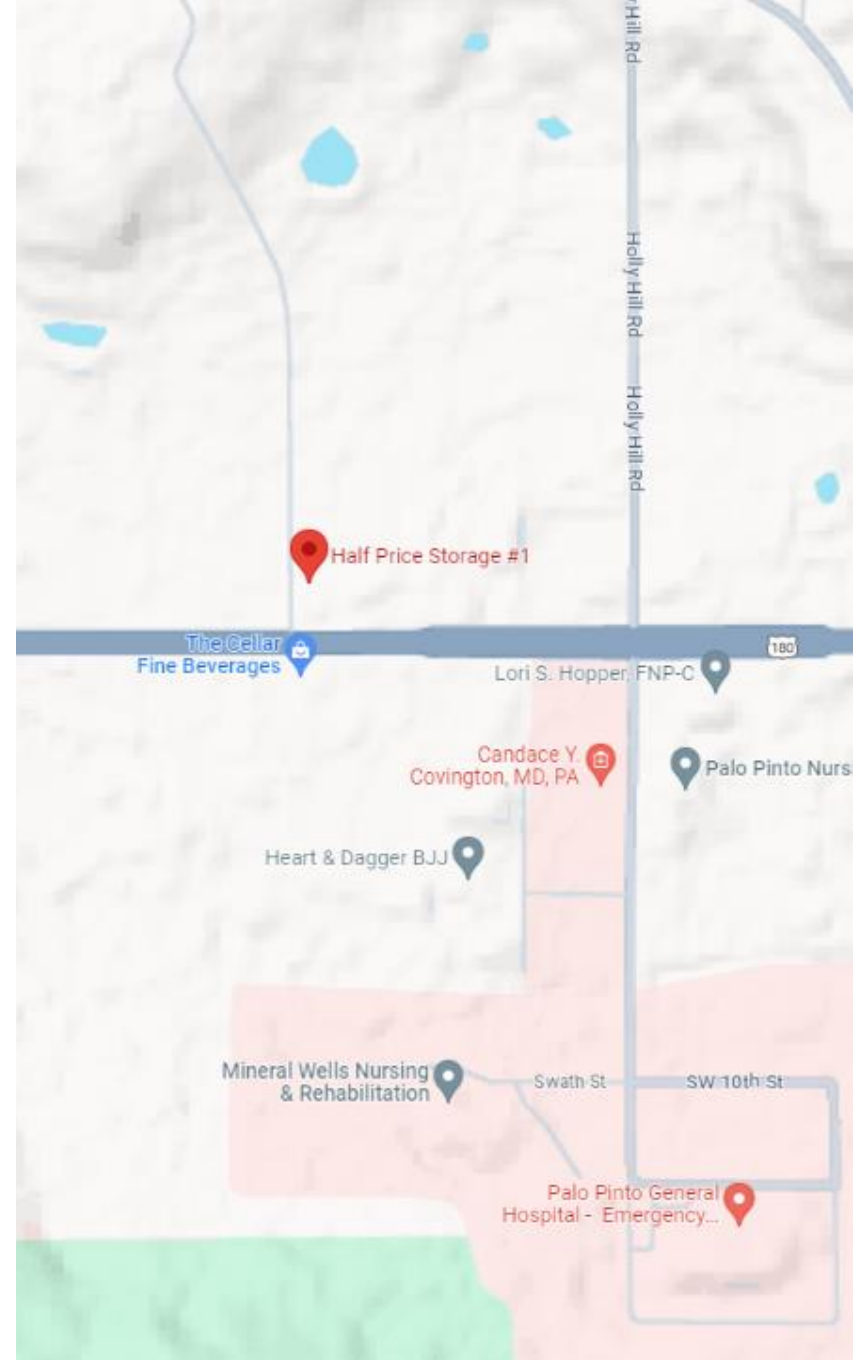 Hill Rd
Holly Hill Rd
Holly Hill Rd
Half Price Storage #1
The Cellar
Fine Beverages
180
Lori S. Hopper, FNP-C
Candace Y.
Covington, MD, PA
Palo Pinto Nurs
Heart & Dagger BJJ
Mineral Wells Nursing
& Rehabilitation
Swath St
SW 10th St
Palo Pinto General
Hospital - Emergency...